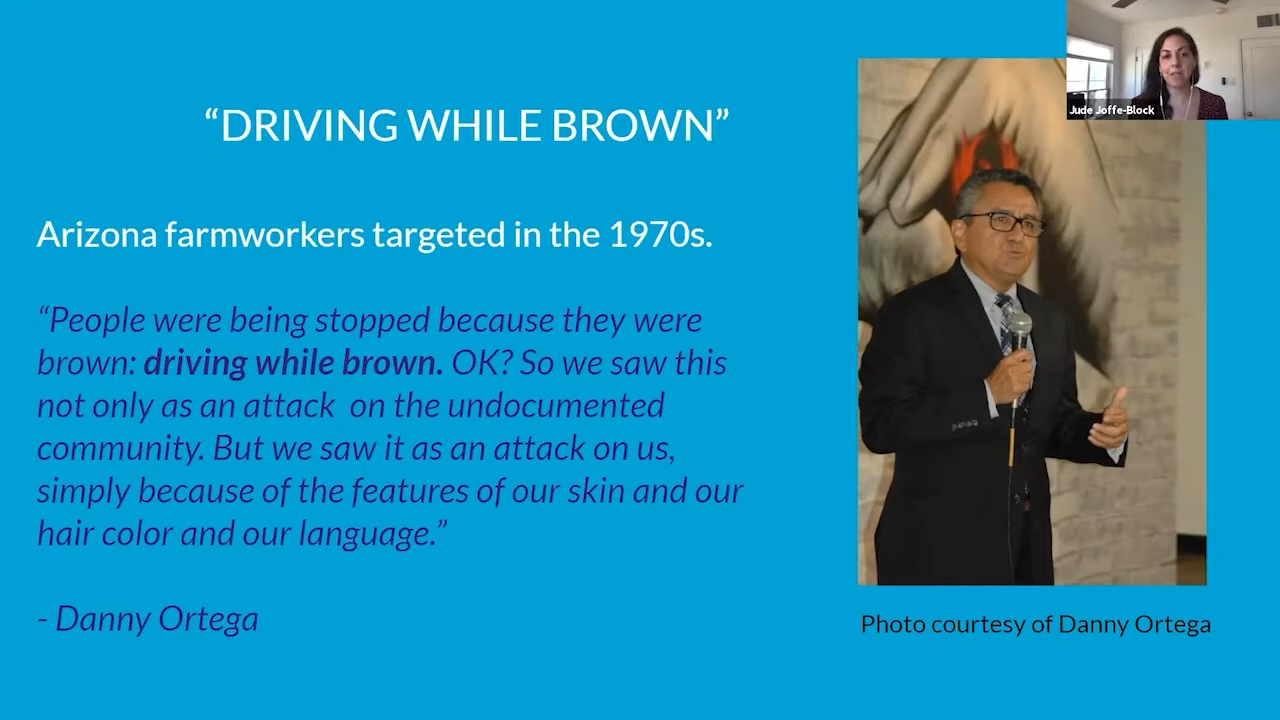 “DRIVING WHILE BROWN”
Arizona farmworkers targeted in the 1970s.
“People were being stopped because they were
brown: driving while brown. OK? So we saw this
not only as an attack on the undocumented
community. But we saw it as an attack on us,
simply because of the features of our skin and our
hair color and our language.”
- Danny Ortega
Jude Joffe-Block
Photo courtesy of Danny Ortega